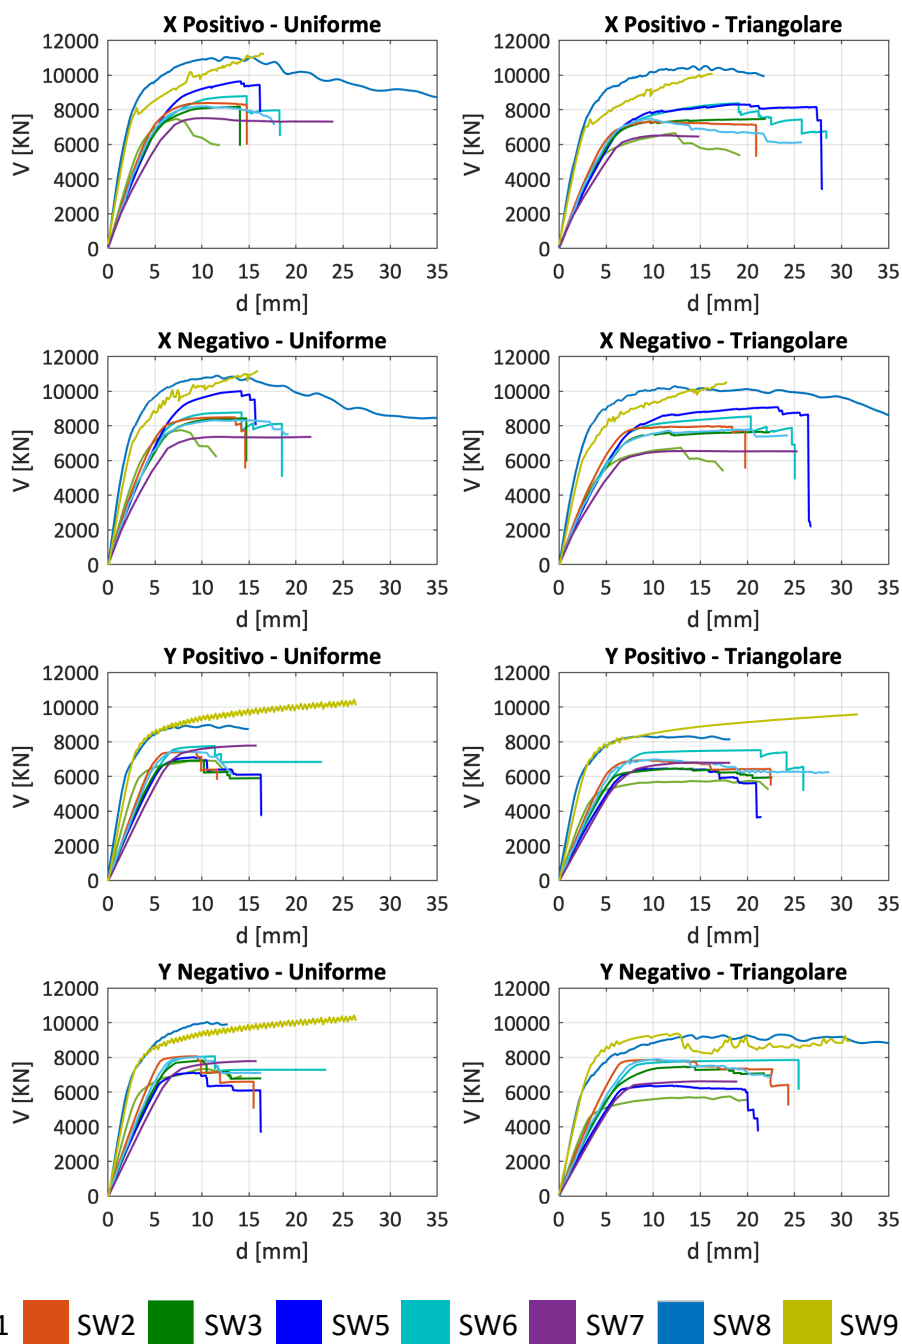 X Positivo - Uniforme
12000
10000
8000
6000
4000
2000
0
V [KN]
0 5 10 15 20 25 30 35
d [mm]
X Positivo - Triangolare
12000
10000
8000
6000
4000
2000
0
V [KN]
0 5 10 15 20 25 30 35
d [mm]
X Negativo - Uniforme
12000
10000
8000
6000
4000
2000
0
V [KN]
0 5 10 15 20 25 30 35
d [mm]
X Negativo - Triangolare
12000
10000
8000
6000
4000
2000
0
V [KN]
0 5 10 15 20 25 30 35
d [mm]
Y Positivo - Uniforme
12000
10000
8000
6000
4000
2000
0
V [KN]
0 5 10 15 20 25 30 35
d [mm]
Y Positivo - Triangolare
12000
10000
8000
6000
4000
2000
0
V [KN]
0 5 10 15 20 25 30 35
d [mm]
Y Negativo - Uniforme
12000
10000
8000
6000
4000
2000
0
V [KN]
0 5 10 15 20 25 30 35
d [mm]
Y Negativo - Triangolare
12000
10000
8000
6000
4000
2000
0
V [KN]
0 5 10 15 20 25 30 35
d [mm]
1 SW2 SW3 SW5 SW6 SW7 SW8 SW9